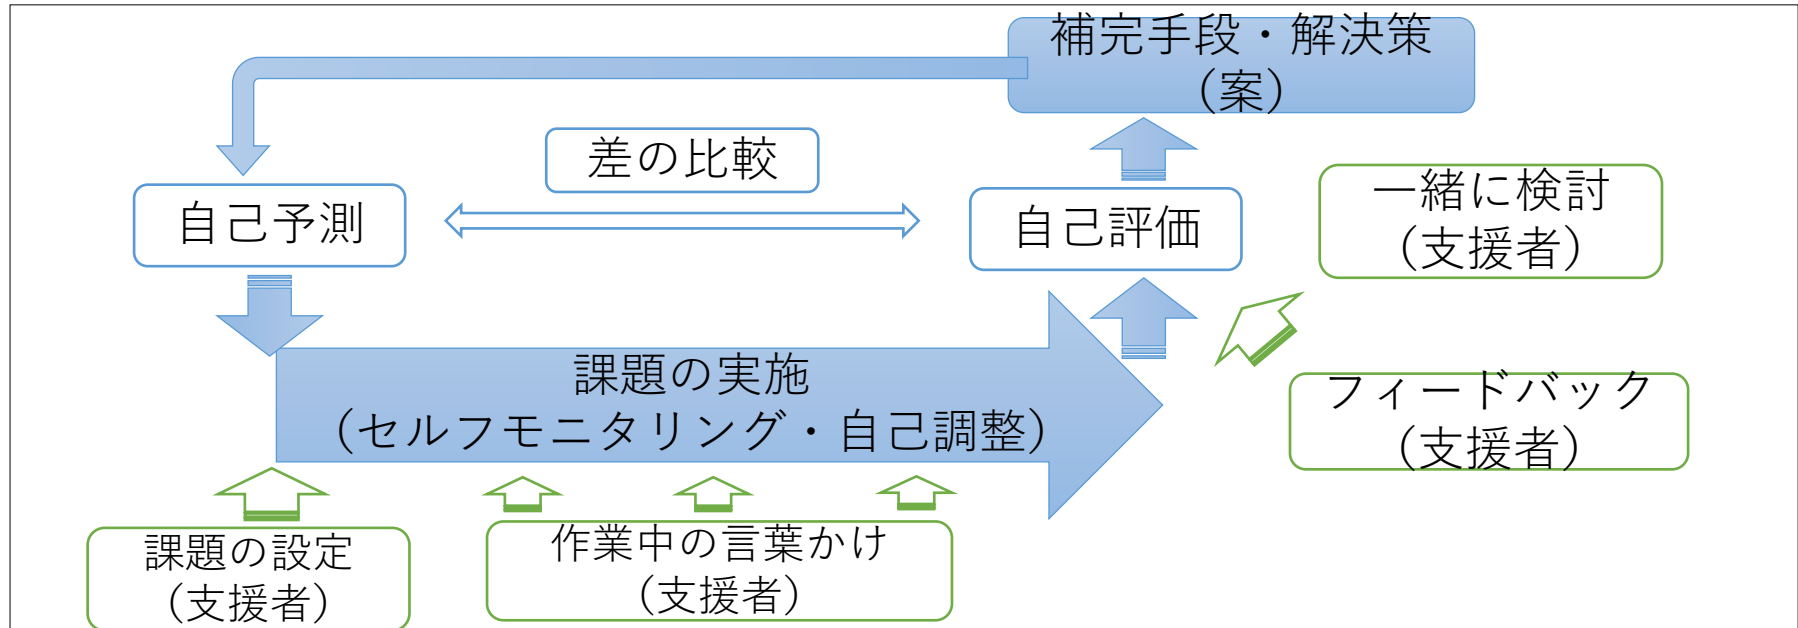 補完手段・解決策
（案）
差の比較
自己予測
自己評価
一緒に検討
（支援者）
課題の実施
（セルフモニタリング・自己調整）
フィードバック
（支援者）
課題の設定
（支援者）
作業中の言葉かけ
（支援者）